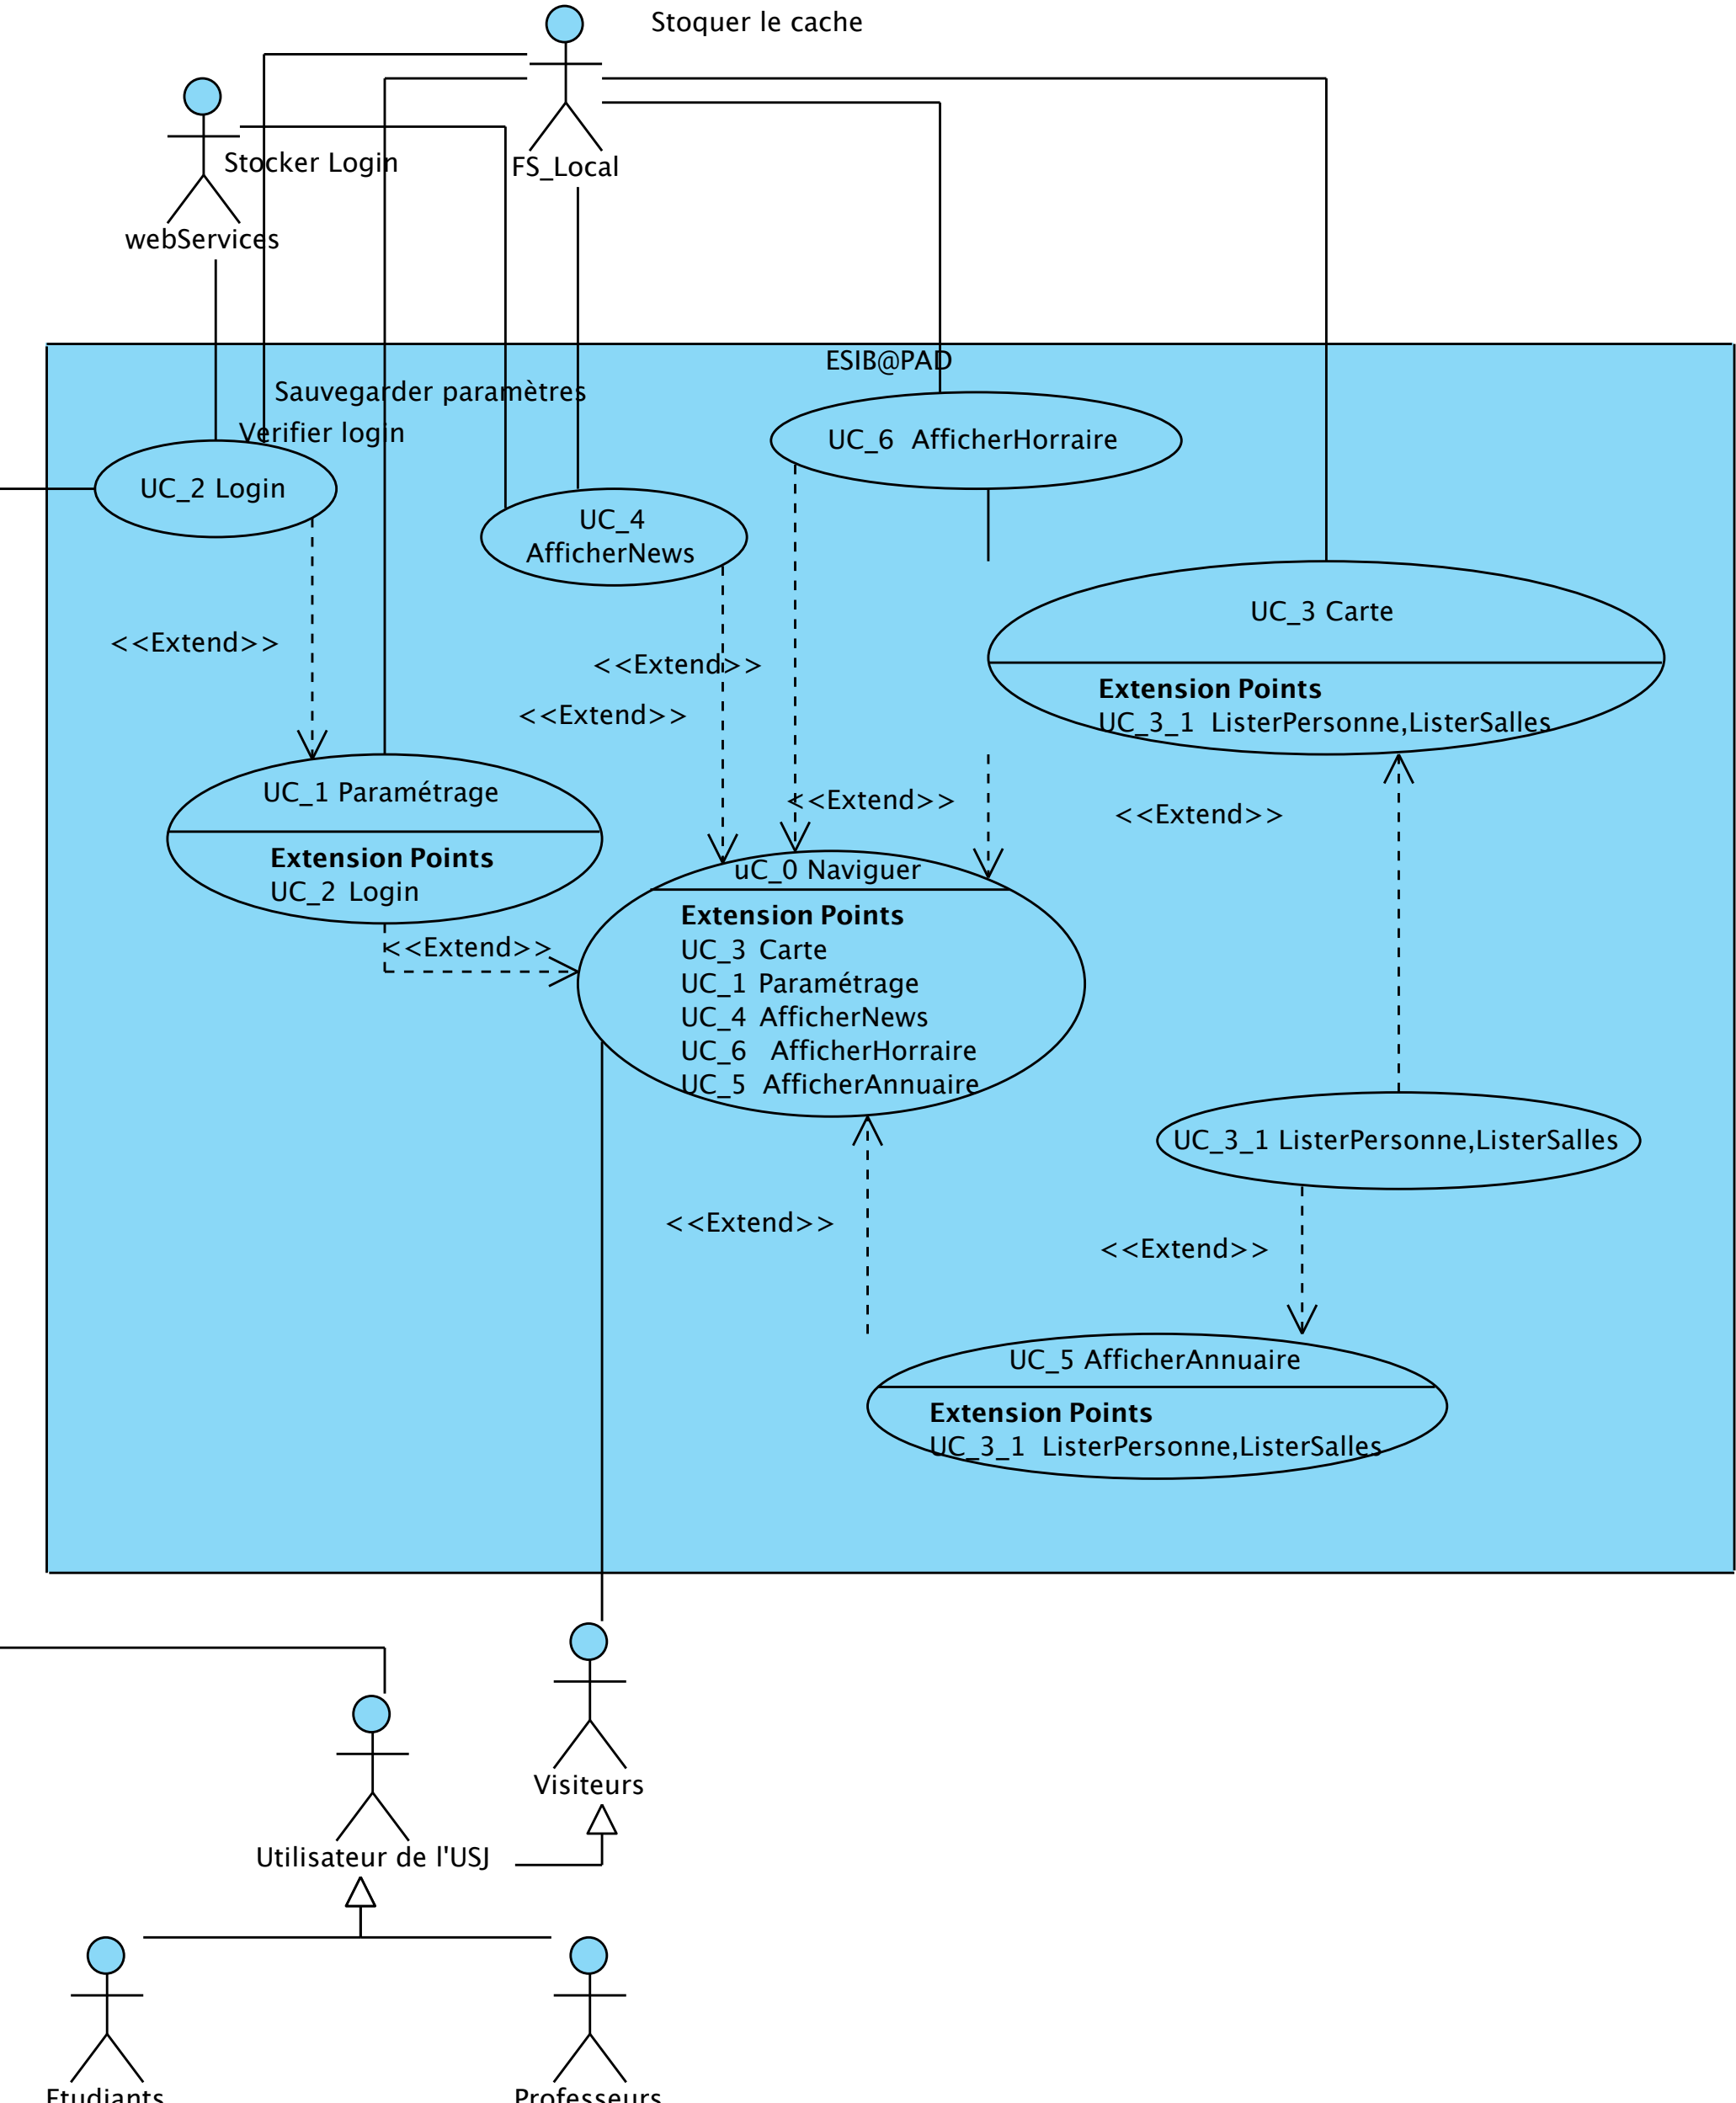 Stoquer le cache
Stocker Login
FS_Local
webServices
ESIB@PAD
Sauvegarder paramètres
Verifier login
UC_6 AfficherHorraire
UC_2 Login
UC_4
AfficherNews
UC_3 Carte
<<Extend>>
<<Extend>>
Extension Points
UC_3_1 ListerPersonne,ListerSalles
<<Extend>>
UC_1 Paramétrage
<<Extend>>
<<Extend>>
Extension Points
UC_2 Login
uC_0 Naviguer
Extension Points
UC_3 Carte
UC_1 Paramétrage
UC_4 AfficherNews
UC_6 AfficherHorraire
UC_5 AfficherAnnuaire
<<Extend>>
UC_3_1 ListerPersonne,ListerSalles
<<Extend>>
<<Extend>>
UC_5 AfficherAnnuaire
Extension Points
UC_3_1 ListerPersonne,ListerSalles
Visiteurs
Utilisateur de l'USJ
Etudiants
Professeurs